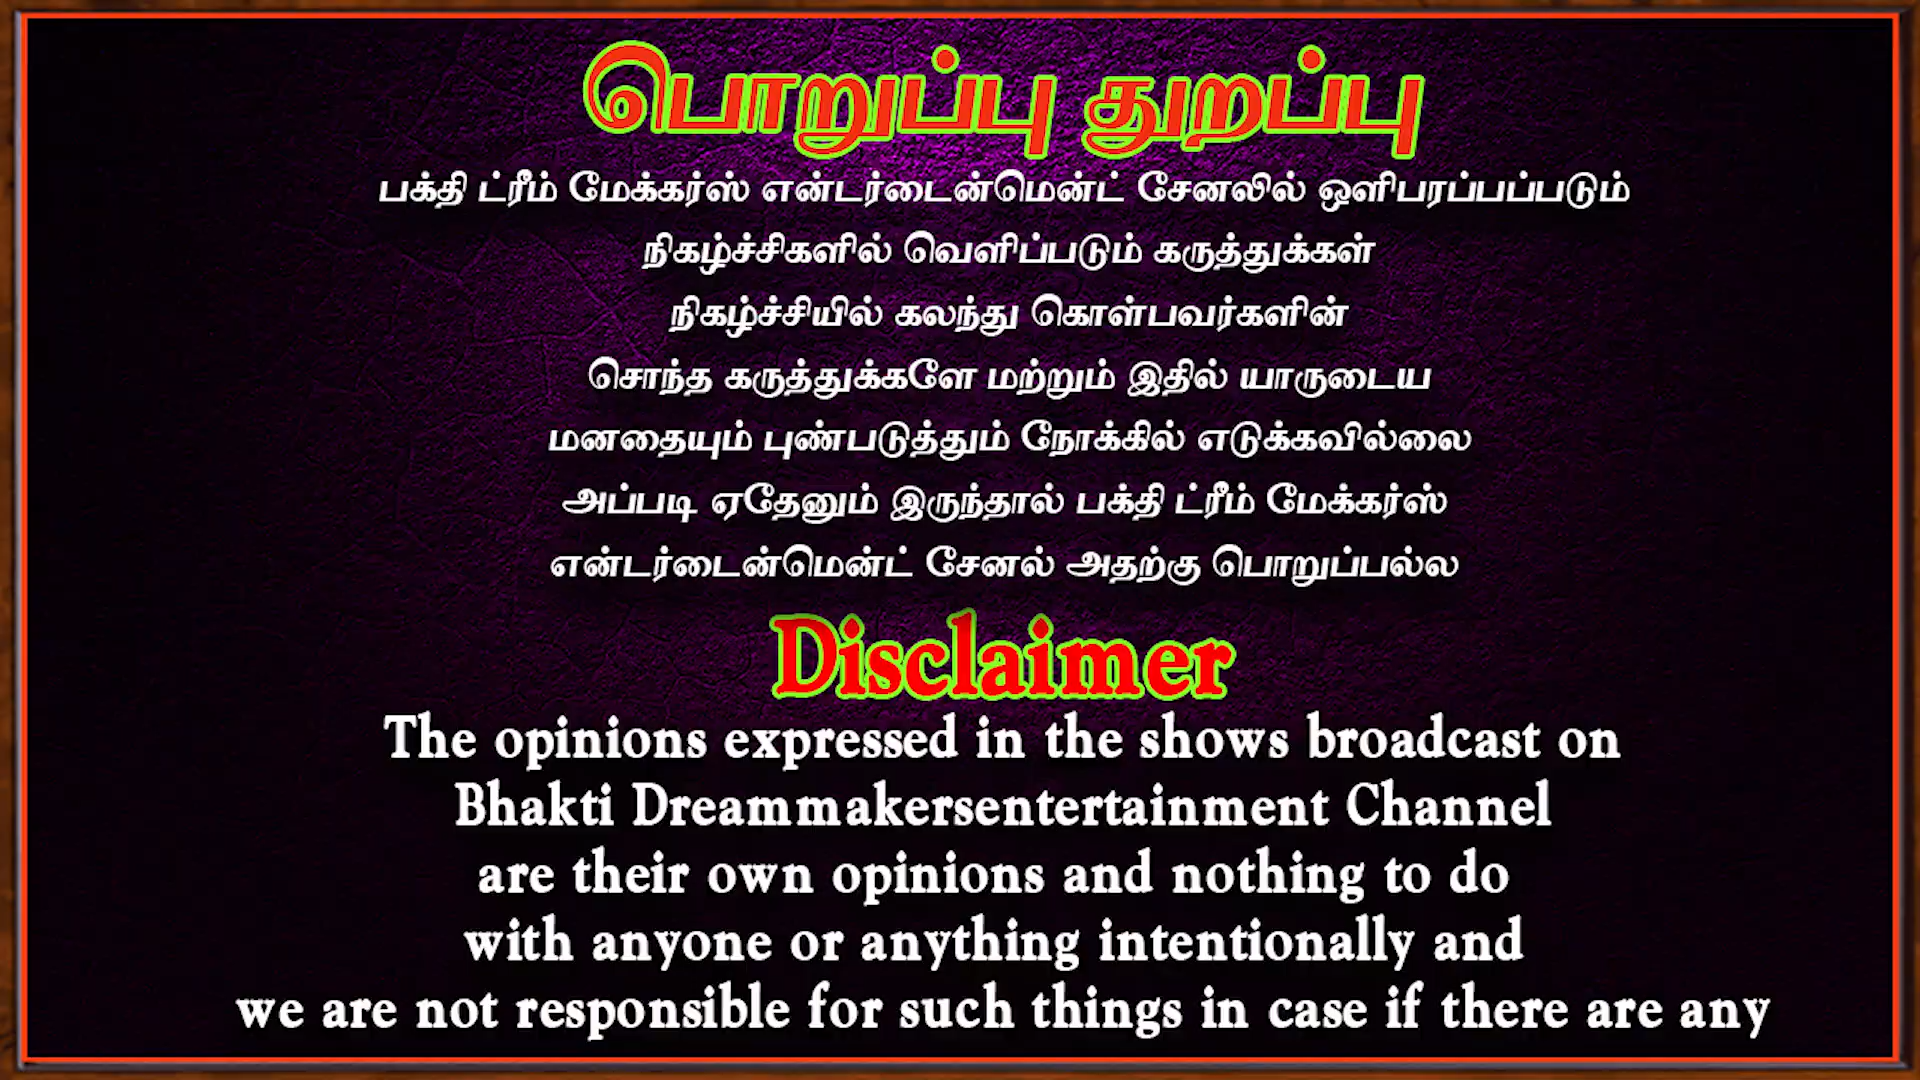 பொறுப்பு துறப்பு
பக்தி ட்ரீம் மேக்கர்ஸ் என்டர்டைன்மென்ட் சேனலில் ஒளிபரப்பப்படும்
நிகழ்ச்சிகளில் வெளிப்படும் கருத்துக்கள்
நிகழ்ச்சியில் கலந்து கொள்பவர்களின்
சொந்த கருத்துக்களே மற்றும் இதில் யாருடைய
மனதையும் புண்படுத்தும் நோக்கில் எடுக்கவில்லை
அப்படி ஏதேனும் இருந்தால் பக்தி ட்ரீம் மேக்கர்ஸ்
என்டர்டைன்மென்ட் சேனல் அதற்கு பொறுப்பல்ல
Disclaimer
The opinions expressed in the shows broadcast on
Bhakti Dreammakersentertainment Channel
are their own opinions and nothing to do
with anyone or anything intentionally and
we are not responsible for such things in case if there are any